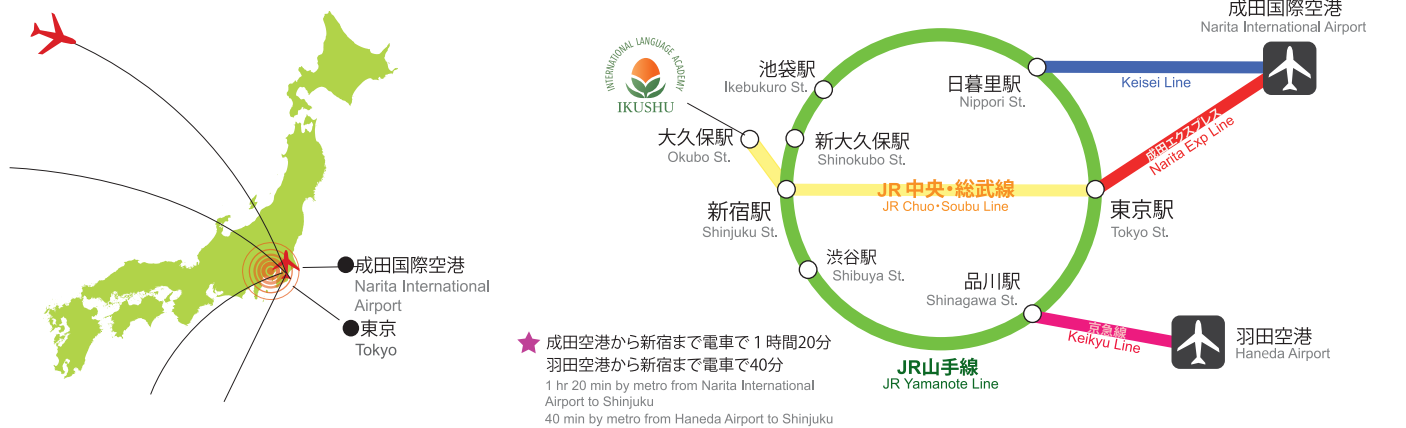 成田国際空港
Narita International
Airport
東京
Tokyo
INTERNATIONAL LANGUAGE ACADEMY
IKUSHU
池袋駅
Ikebukuro St.
大久保駅
Okubo St.
新大久保駅
Shinokubo St.
新宿駅
Shinjuku St.
渋谷駅
Shibuya St.
日暮里駅
Nippori St.
Keisei Line
成田国際空港
Narita International Airport
成田エクスプレス
Narita Exp Line
JR中央・総武線
JR Chuo・Soubu Line
東京駅
Tokyo St.
品川駅
Shinagawa St.
京急線
Keikyu Line
羽田空港
Haneda Airport
JR山手線
JR Yamanote Line
★ 成田空港から新宿まで電車で1時間20分
羽田空港から新宿まで電車で40分
1 hr 20 min by metro from Narita International
Airport to Shinjuku
40 min by metro from Haneda Airport to Shinjuku